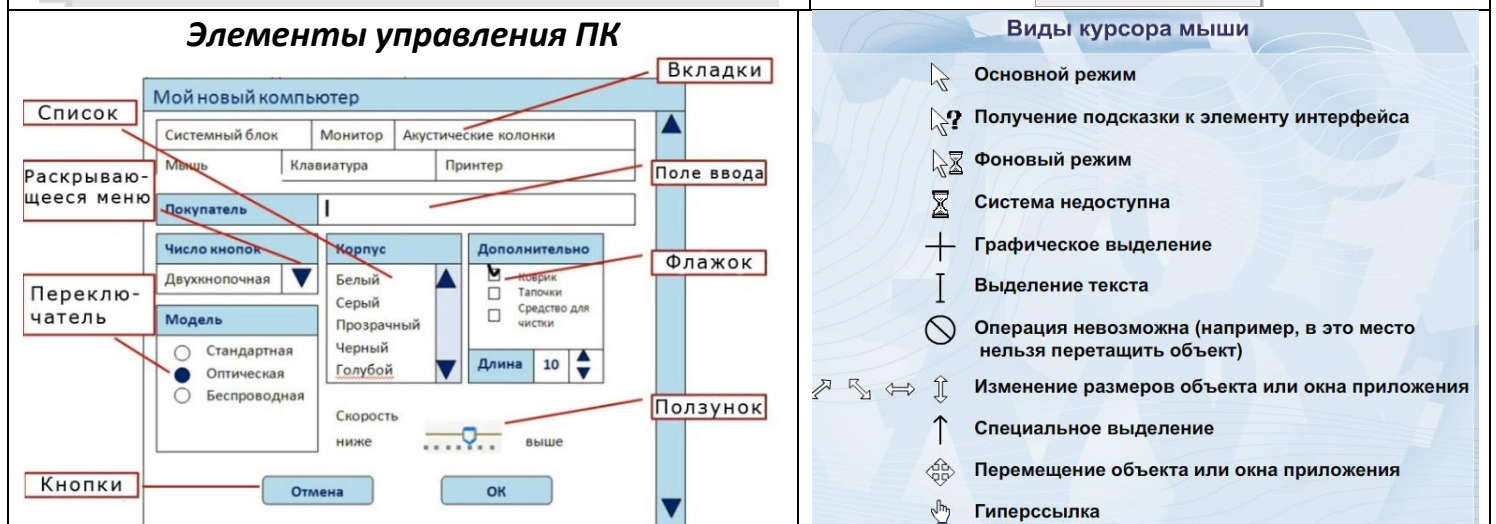 Элементы управления ПК
Вкладки
Мой новый компьютер
Список
Системный блок Монитор Акустические колонки
Мышь Клавиатура Принтер
Раскрываю-
щееся меню
Поле ввода
Покупатель
Число кнопок Корпус Дополнительно
Двухкнопочная
Белый
Серый
Прозрачный
Черный
Голубой
Коврик
Тапочки
Средство для
чистки
Флажок
Переклю-
чатель
Модель
Стандартная
Оптическая
Беспроводная
Длина 10
Скорость
ниже выше
Ползунок
Кнопки
Отмена ОК
Виды курсора мыши
Основной режим
Получение подсказки к элементу интерфейса
Фоновый режим
Система недоступна
Графическое выделение
Выделение текста
Операция невозможна (например, в это место
нельзя перетащить объект)
Изменение размеров объекта или окна приложения
Специальное выделение
Перемещение объекта или окна приложения
Гиперссылка